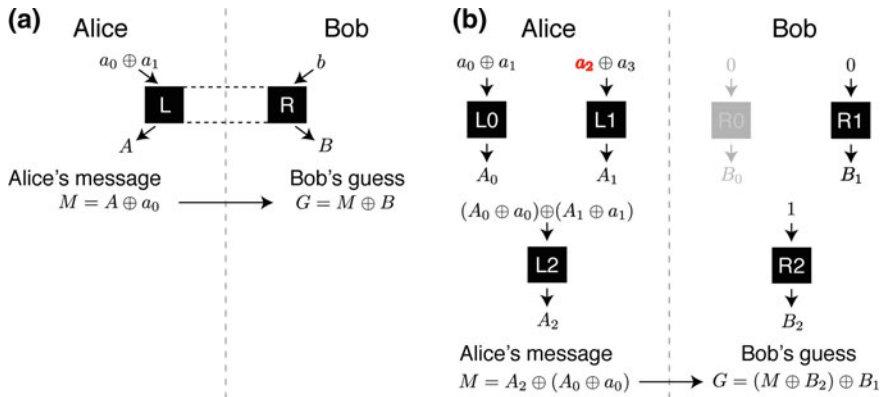 (a)
Alice
Bob
a₀ ⊕ a₁
b
L
R
A
B
Alice's message
Bob's guess
M = A ⊕ a₀
G = M ⊕ B
(b)
Alice
Bob
a₀ ⊕ a₁
a₂ ⊕ a₃
0
0
L0
L1
R0
R1
A₀
A₁
B₀
B₁
(A₀ ⊕ a₀)⊕(A₁ ⊕ a₁)
1
L2
R2
A₂
B₂
Alice's message
Bob's guess
M = A₂ ⊕ (A₀ ⊕ a₀)
G = (M ⊕ B₂) ⊕ B₁